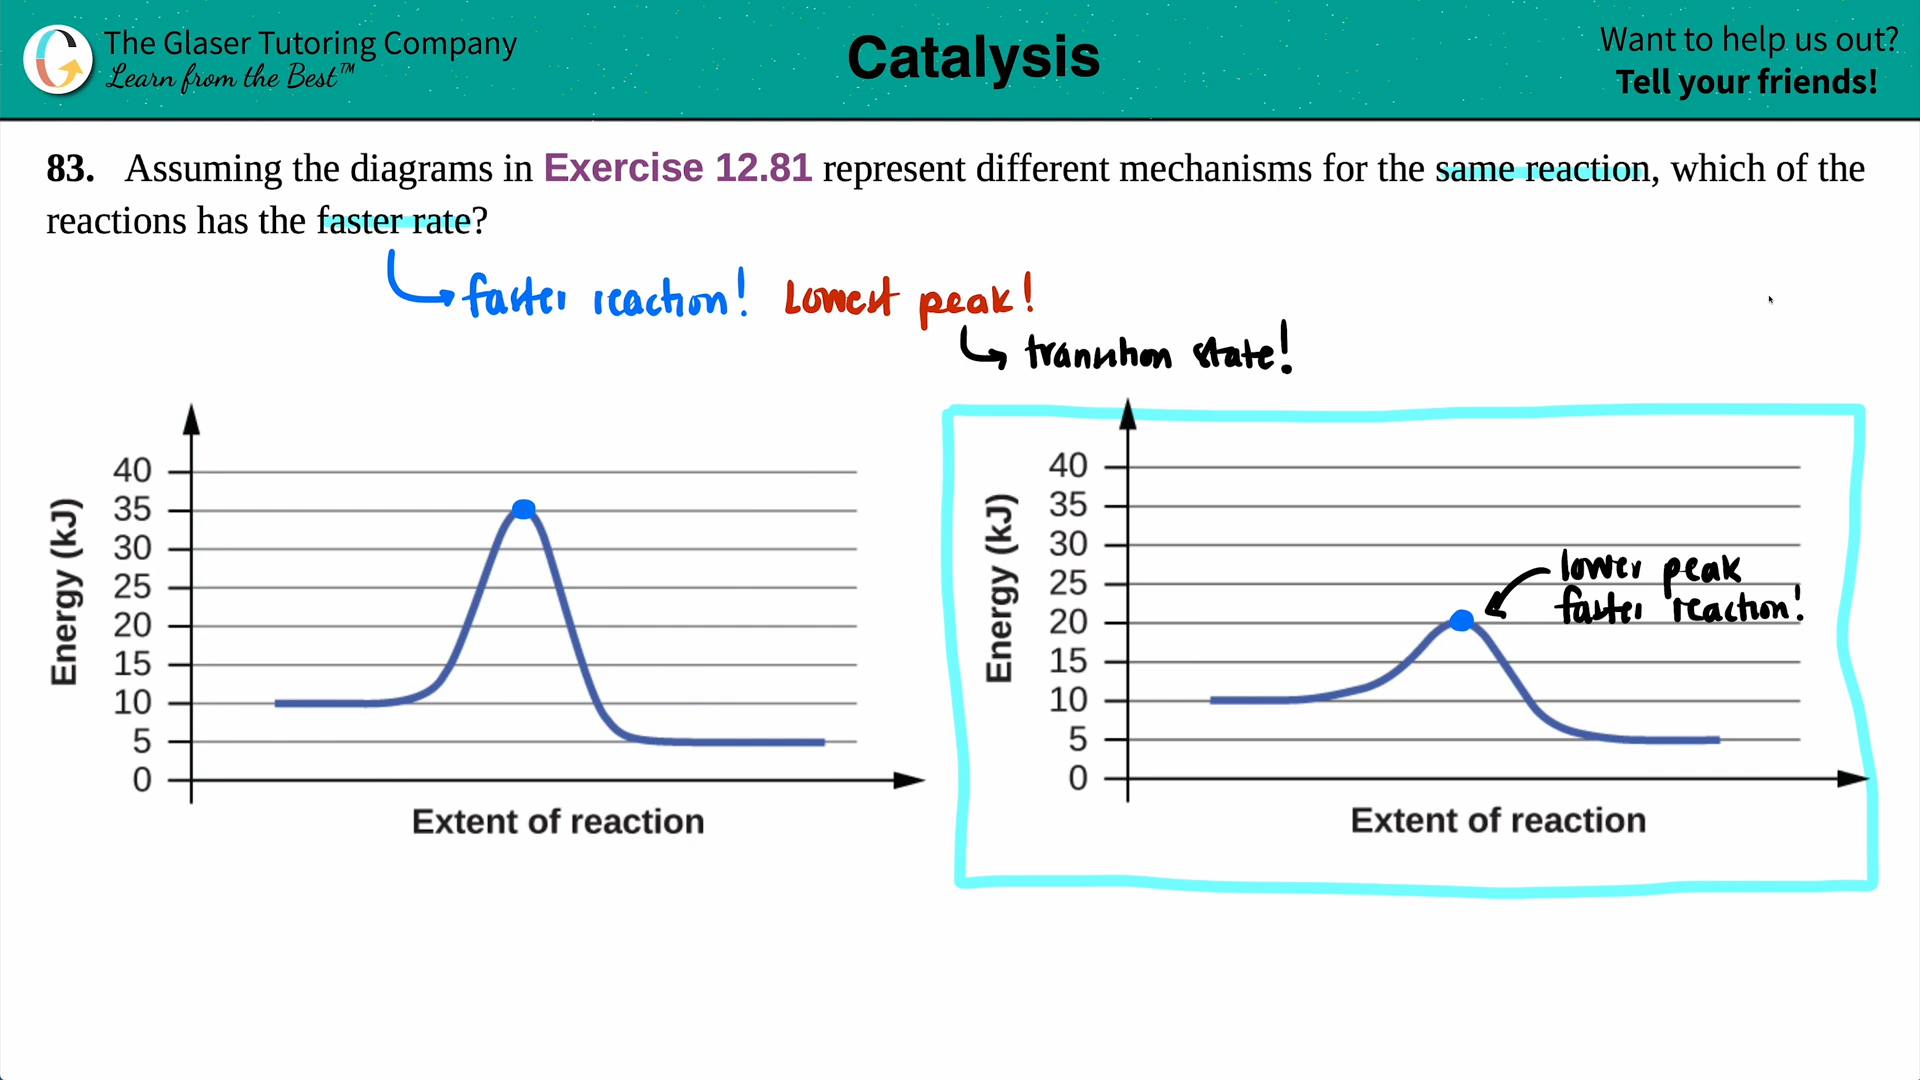 The Glaser Tutoring Company
Learn from the Best™
Catalysis
Want to help us out?
Tell your friends!
83. Assuming the diagrams in Exercise 12.81 represent different mechanisms for the same reaction, which of the
reactions has the faster rate?
faster reaction! Lowest peak!
transition state!
40
35
30
25
20
15
10
5
0
Energy (kJ)
Extent of reaction
40
35
30
25
20
15
10
5
0
Energy (kJ)
lower peak
faster reaction!
Extent of reaction